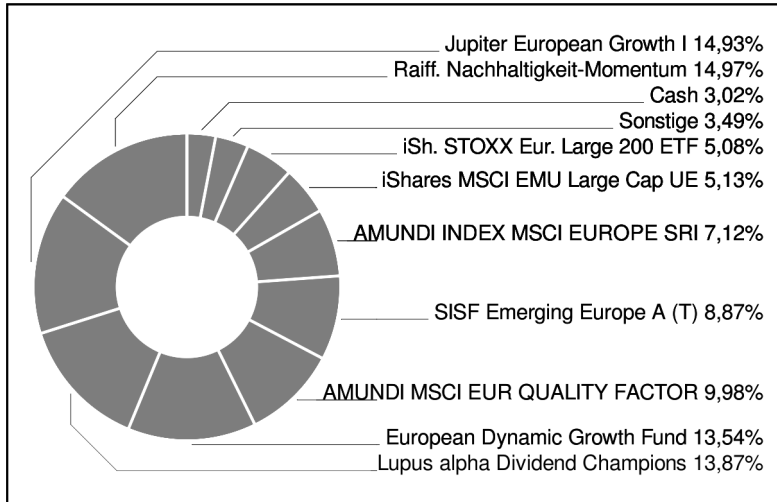 Jupiter European Growth I 14,93%
Raiff. Nachhaltigkeit-Momentum 14,97%
Cash 3,02%
Sonstige 3,49%
iSh. STOXX Eur. Large 200 ETF 5,08%
iShares MSCI EMU Large Cap UE 5,13%
AMUNDI INDEX MSCI EUROPE SRI 7,12%
SISF Emerging Europe A (T) 8,87%
AMUNDI MSCI EUR QUALITY FACTOR 9,98%
European Dynamic Growth Fund 13,54%
Lupus alpha Dividend Champions 13,87%